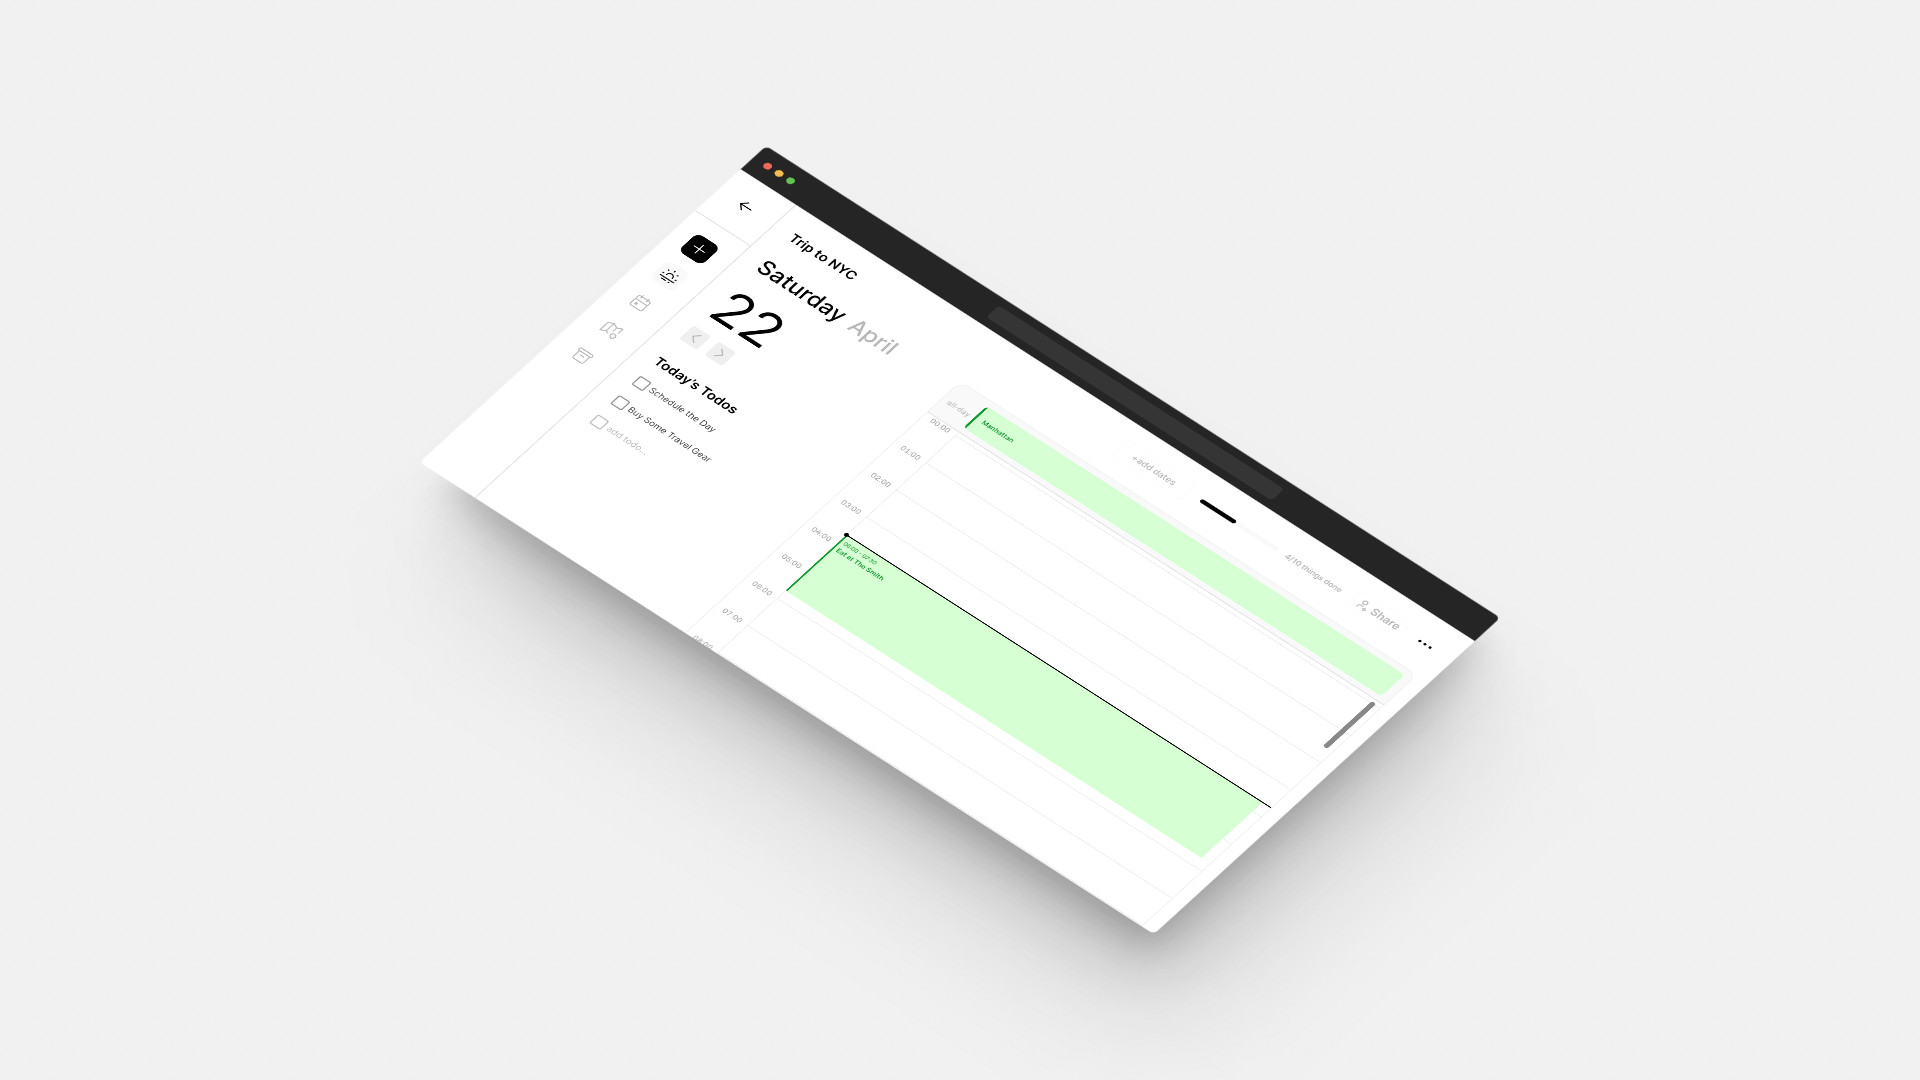 Trip to NYC
+add dates
4/10 things done
Share
Saturday April
22
Today's Todos
Schedule the Day
Buy Some Travel Gear
add todo...
all-day
Manhattan
00:00
01:00
02:00
03:00
04:00
00:00 - 02:30
Eat at The Smith
05:00
06:00
07:00
08:00